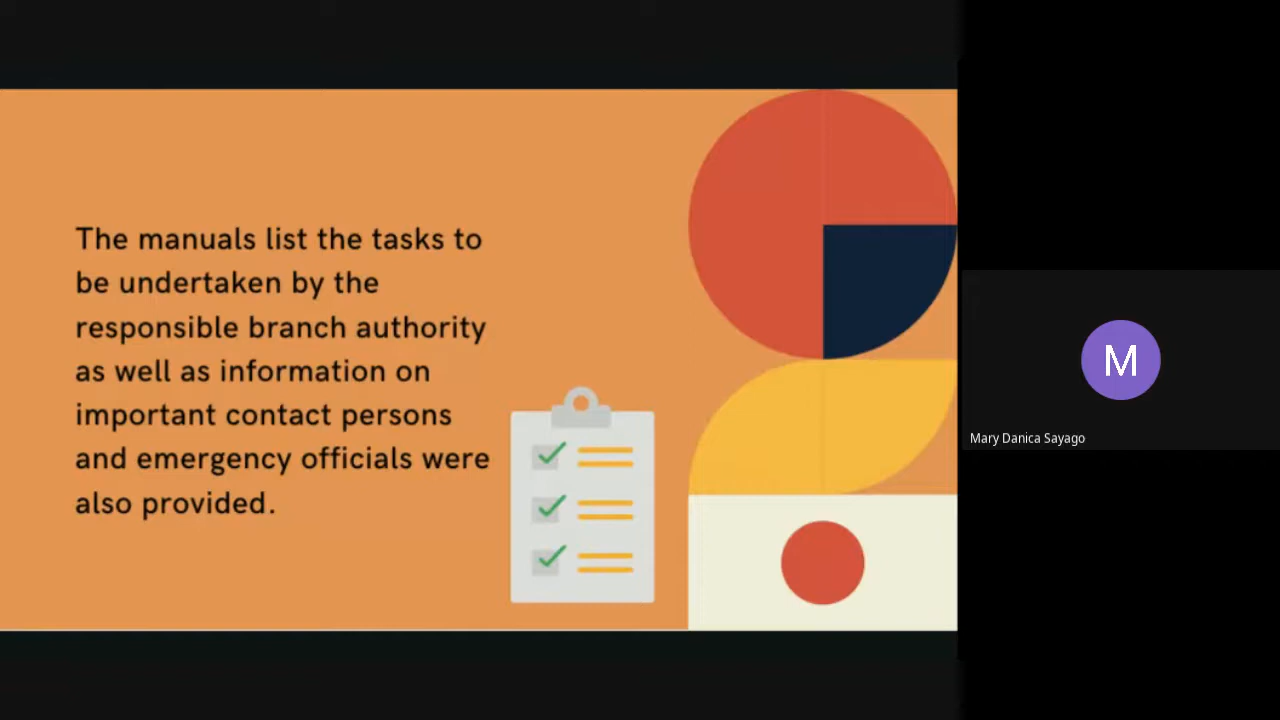 The manuals list the tasks to
be undertaken by the
responsible branch authority
as well as information on
important contact persons
and emergency officials were
also provided.
M
Mary Danica Sayago